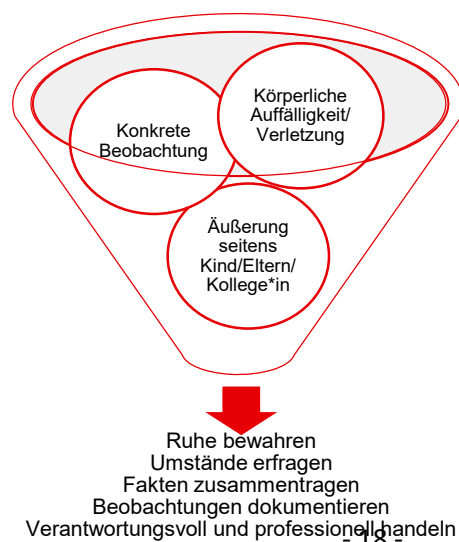 Konkrete
Beobachtung
Körperliche
Auffälligkeit/
Verletzung
Äußerung
seitens
Kind/Eltern/
Kollege*in
Ruhe bewahren
Umstände erfragen
Fakten zusammentragen
Beobachtungen dokumentieren
Verantwortungsvoll und professionell handeln
- 18 -